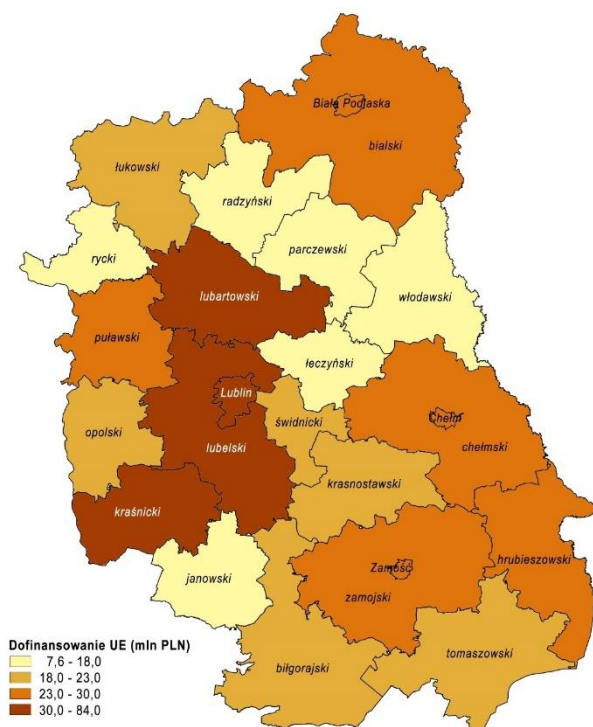 Biała Podlaska
bialski
łukowski
radzyński
parczewski
rycki
włodawski
lubartowski
puławski
łęczyński
Lublin
świdnicki
Chełm
opolski
lubelski
chełmski
krasnostawski
kraśnicki
hrubieszowski
Zamość
janowski
zamojski
tomaszowski
biłgorajski
Dofinansowanie UE (mln PLN)
7,6 - 18,0
18,0 - 23,0
23,0 - 30,0
30,0 - 84,0